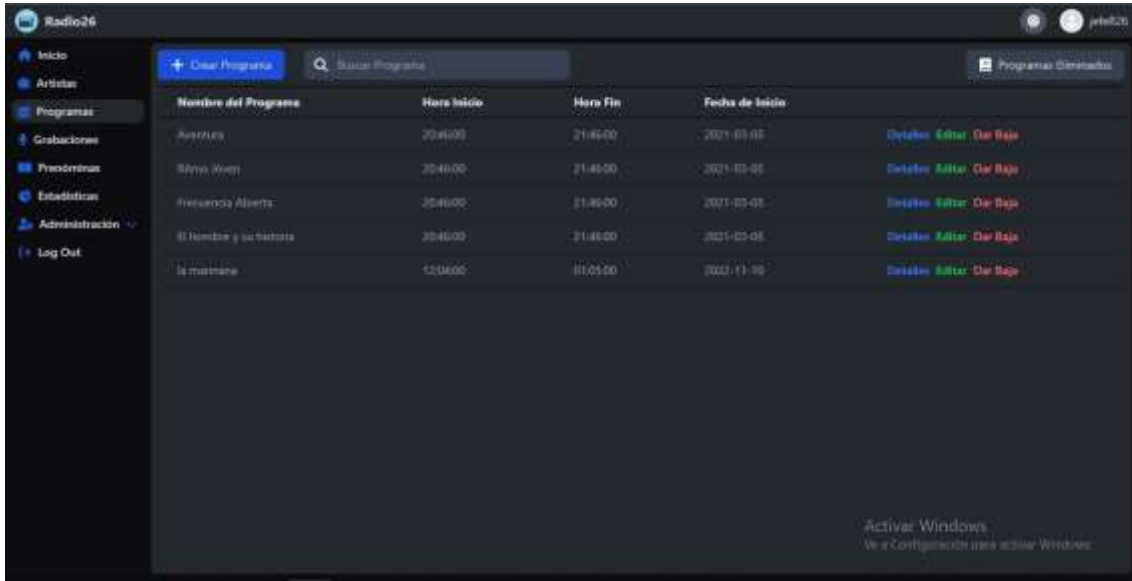 Radio26
Inicio
Artistas
Programas
Grabaciones
Prenóminas
Estadísticas
Administración
Log Out
+ Crear Programa
Buscar Programa
Programas Eliminados
Nombre del Programa Hora Inicio Hora Fin Fecha de Inicio
Aventura 20:46:00 21:46:00 2021-03-05 Detalles Editar Dar Baja
Ritmo Jóven 20:46:00 21:46:00 2021-03-05 Detalles Editar Dar Baja
Frecuencia Abierta 20:46:00 21:46:00 2021-03-05 Detalles Editar Dar Baja
El hombre y su historia 20:46:00 21:46:00 2021-03-05 Detalles Editar Dar Baja
la mannana 01:05:00 2022-11-10 Detalles Editar Dar Baja
Activar Windows
Ve a Configuración para activar Windows.